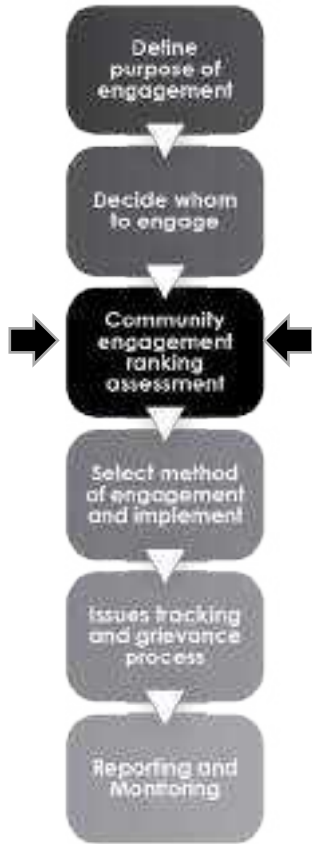 Define
purpose of
engagement
Decide whom
to engage
Community
engagement
ranking
assessment
Select method
of engagement
and implement
Issues tracking
and grievance
process
Reporting and
Monitoring